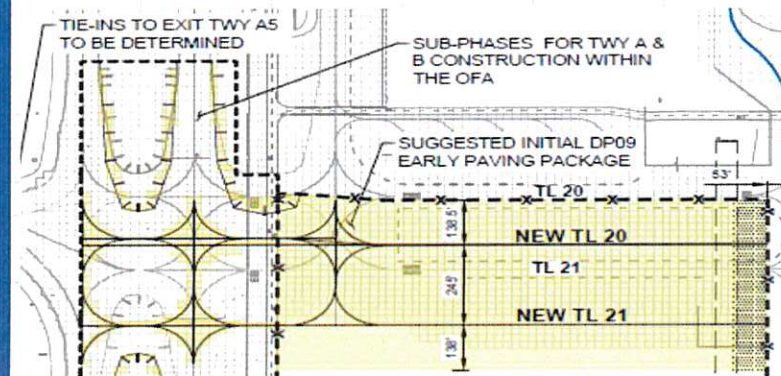 TIE-INS TO EXIT TWY A5
TO BE DETERMINED
SUB-PHASES FOR TWY A &
B CONSTRUCTION WITHIN
THE OFA
SUGGESTED INITIAL DP09
EARLY PAVING PACKAGE
53'
TL 20
138.5'
NEW TL 20
TL 21
245'
NEW TL 21
138'